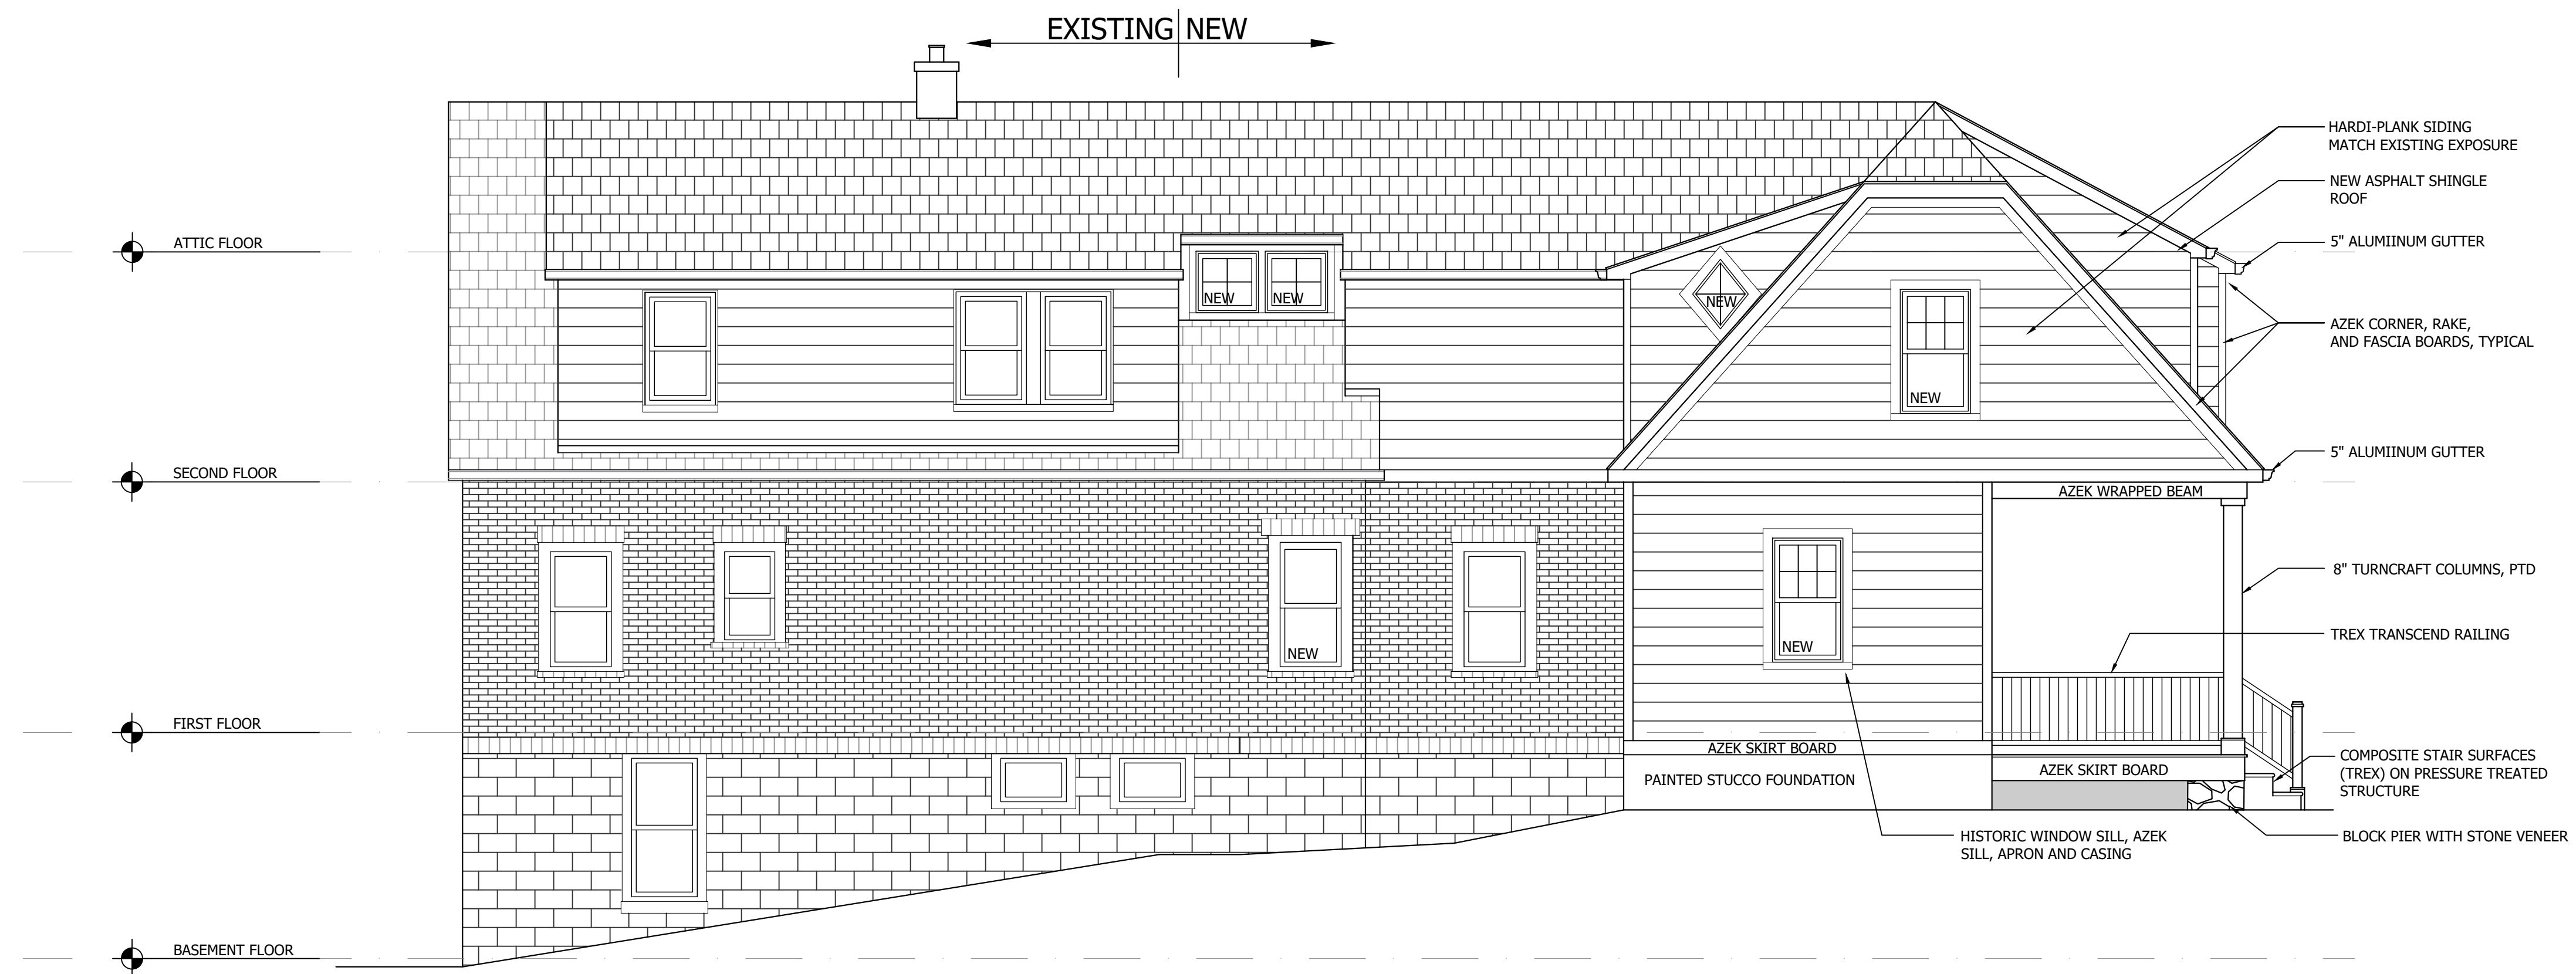 EXISTING NEW
HARDI-PLANK SIDING
MATCH EXISTING EXPOSURE
NEW ASPHALT SHINGLE
ROOF
ATTIC FLOOR
5" ALUMIINUM GUTTER
NEW NEW
NEW
AZEK CORNER, RAKE,
AND FASCIA BOARDS, TYPICAL
NEW
SECOND FLOOR
5" ALUMIINUM GUTTER
AZEK WRAPPED BEAM
8" TURNCRAFT COLUMNS, PTD
TREX TRANSCEND RAILING
NEW
NEW
FIRST FLOOR
AZEK SKIRT BOARD
COMPOSITE STAIR SURFACES
(TREX) ON PRESSURE TREATED
STRUCTURE
AZEK SKIRT BOARD
PAINTED STUCCO FOUNDATION
HISTORIC WINDOW SILL, AZEK
SILL, APRON AND CASING
BLOCK PIER WITH STONE VENEER
BASEMENT FLOOR